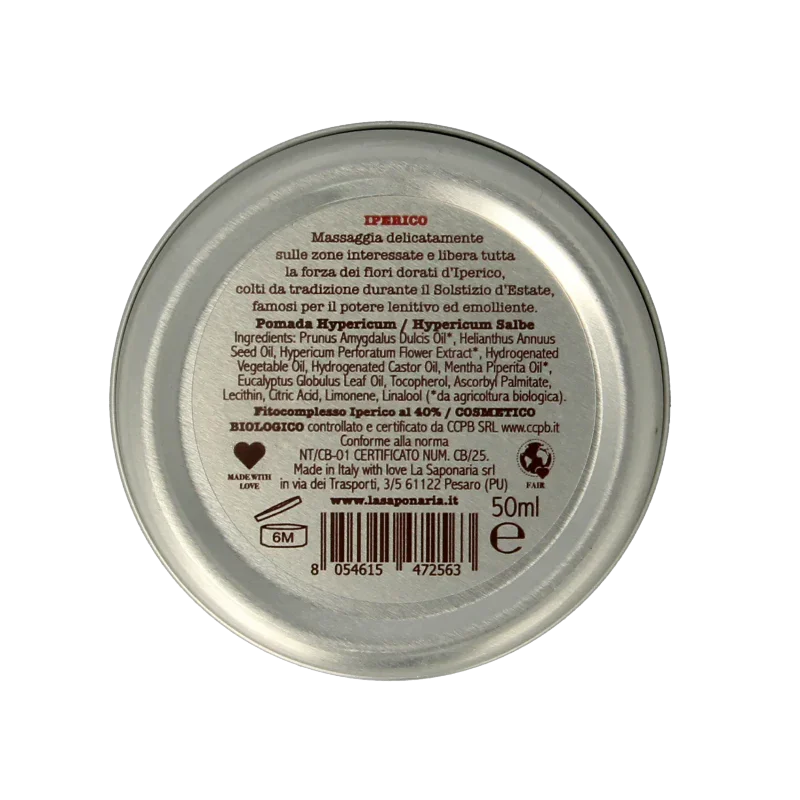 IPERICO
Massaggia delicatamente
sulle zone interessate e libera tutta
la forza dei fiori dorati d'Iperico,
colti da tradizione durante il Solstizio d'Estate,
famosi per il potere lenitivo ed emolliente.
Pomada Hypericum / Hypericum Salbe
Ingredients: Prunus Amygdalus Dulcis Oil*, Helianthus Annuus
Seed Oil, Hypericum Perforatum Flower Extract*, Hydrogenated
Vegetable Oil, Hydrogenated Castor Oil, Mentha Piperita Oil*,
Eucalyptus Globulus Leaf Oil, Tocopherol, Ascorbyl Palmitate,
Lecithin, Citric Acid, Limonene, Linalool (*da agricoltura biologica).
Fitocomplesso Iperico al 40% / COSMETICO
BIOLOGICO controllato e certificato da CCPB SRL www.ccpb.it
Conforme alla norma
NT/CB-01 CERTIFICATO NUM. CB/25.
Made in Italy with love La Saponaria srl
in via dei Trasporti, 3/5 61122 Pesaro (PU)
www.lasaponaria.it
MADE WITH
LOVE
FAIR
50ml
e
6M
8 054615 472563